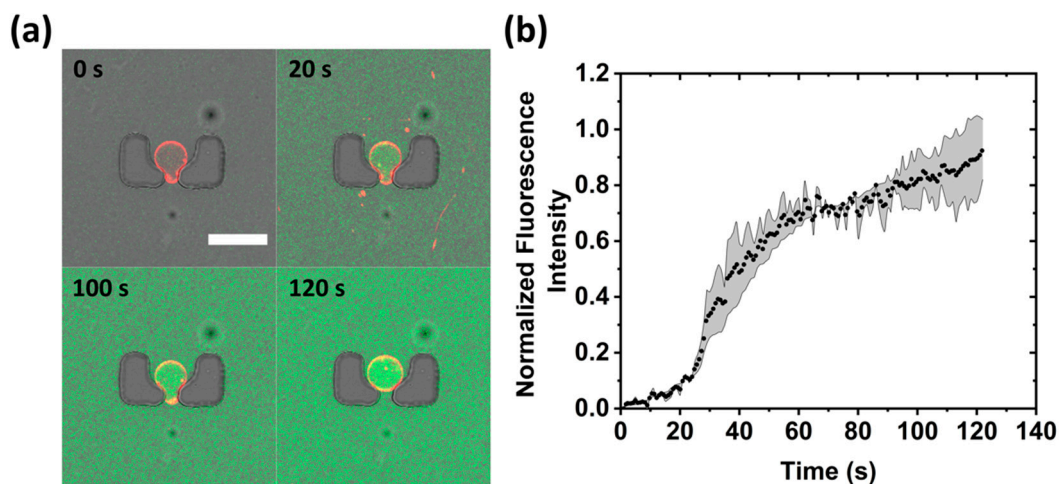 (a)
0 s
20 s
100 s
120 s
(b)
Normalized Fluorescence
Intensity
1.2
1.0
0.8
0.6
0.4
0.2
0.0
0 20 40 60 80 100 120 140
Time (s)